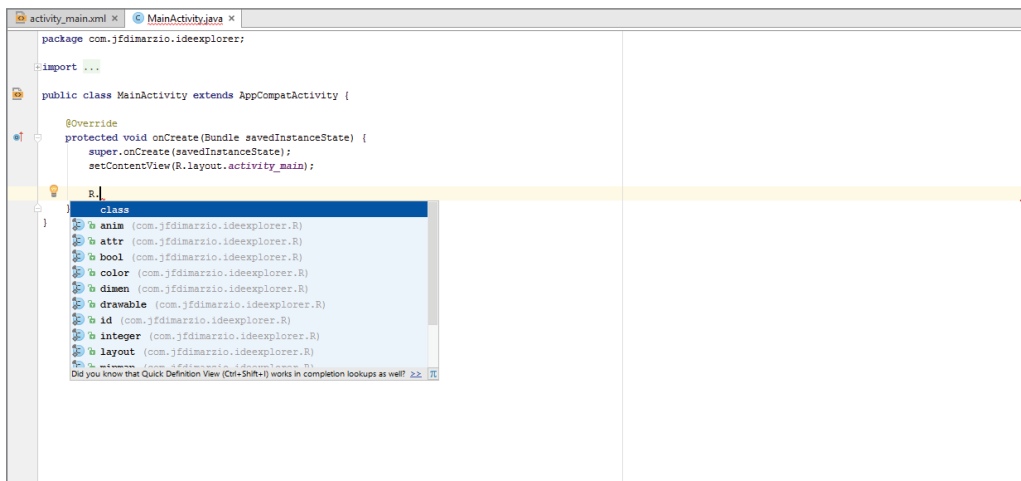 activity_main.xml × MainActivity.java ×
package com.jfdimarzio.ideexplorer;
import ...
public class MainActivity extends AppCompatActivity {
@Override
protected void onCreate(Bundle savedInstanceState) {
super.onCreate(savedInstanceState);
setContentView(R.layout.activity_main);
R.
}
}
class
anim (com.jfdimarzio.ideexplorer.R)
attr (com.jfdimarzio.ideexplorer.R)
bool (com.jfdimarzio.ideexplorer.R)
color (com.jfdimarzio.ideexplorer.R)
dimen (com.jfdimarzio.ideexplorer.R)
drawable (com.jfdimarzio.ideexplorer.R)
id (com.jfdimarzio.ideexplorer.R)
integer (com.jfdimarzio.ideexplorer.R)
layout (com.jfdimarzio.ideexplorer.R)
Did you know that Quick Definition View (Ctrl+Shift+I) works in completion lookups as well? >> π